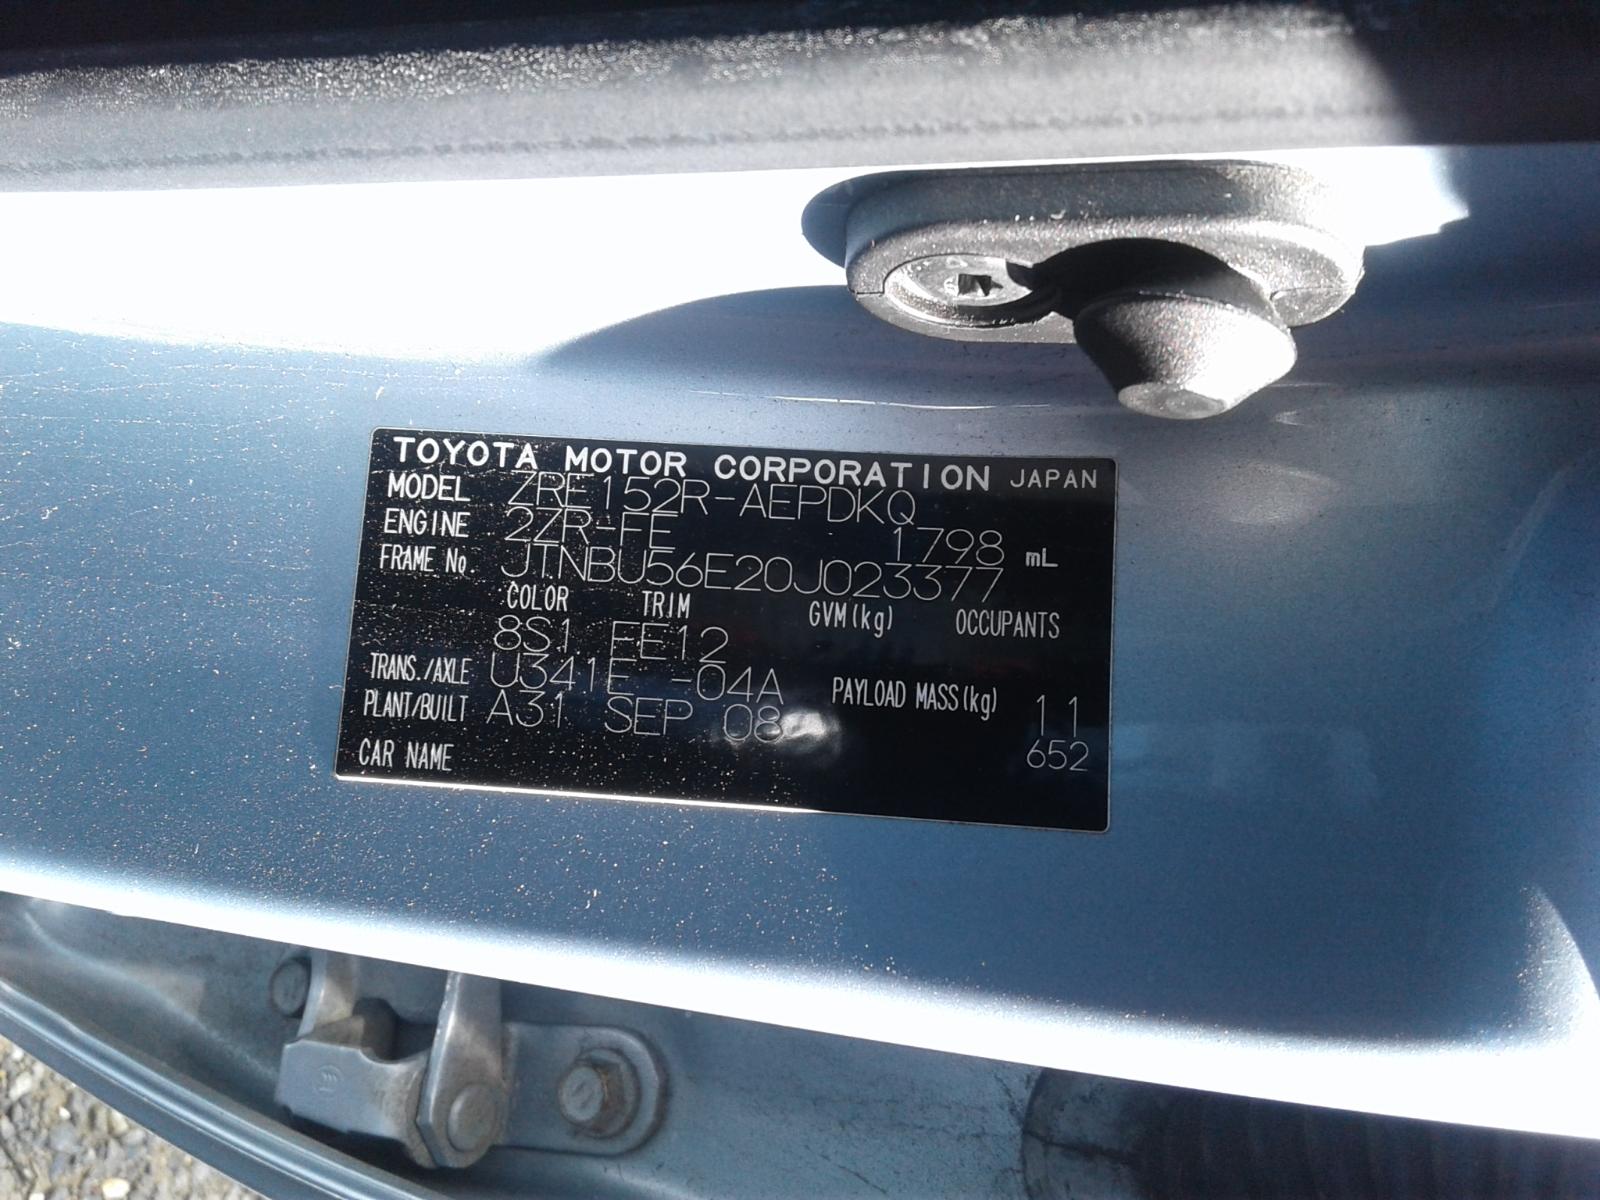 TOYOTA MOTOR CORPORATION JAPAN
MODEL ZRE152R-AEPDKQ
ENGINE 2ZR-FE 1798 mL
FRAME No. JTNBU56E20J023377
COLOR TRIM GVM(kg) OCCUPANTS
8S1 FE12
TRANS./AXLE U341E -04A PAYLOAD MASS(kg) 11
PLANT/BUILT A31 SEP 08 652
CAR NAME